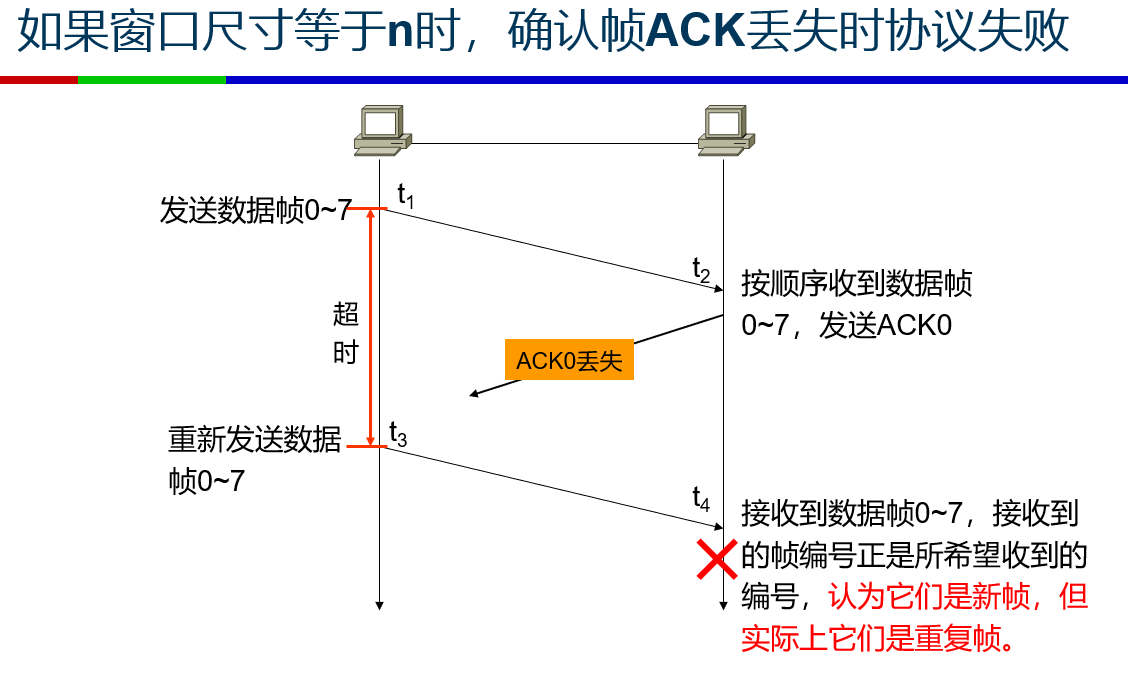 如果窗口尺寸等于n时，确认帧ACK丢失时协议失败
t1
发送数据帧0~7
t2
按顺序收到数据帧
0~7，发送ACK0
超
时
ACK0丢失
t3
重新发送数据
帧0~7
t4
接收到数据帧0~7，接收到
的帧编号正是所希望收到的
编号，认为它们是新帧，但
实际上它们是重复帧。